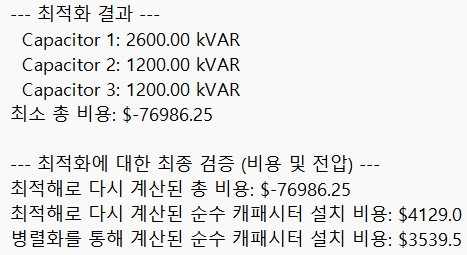 --- 최적화 결과 ---
Capacitor 1: 2600.00 kVAR
Capacitor 2: 1200.00 kVAR
Capacitor 3: 1200.00 kVAR
최소 총 비용: $-76986.25
--- 최적화에 대한 최종 검증 (비용 및 전압) ---
최적해로 다시 계산된 총 비용: $-76986.25
최적해로 다시 계산된 순수 캐패시터 설치 비용: $4129.0
병렬화를 통해 계산된 순수 캐패시터 설치 비용: $3539.5